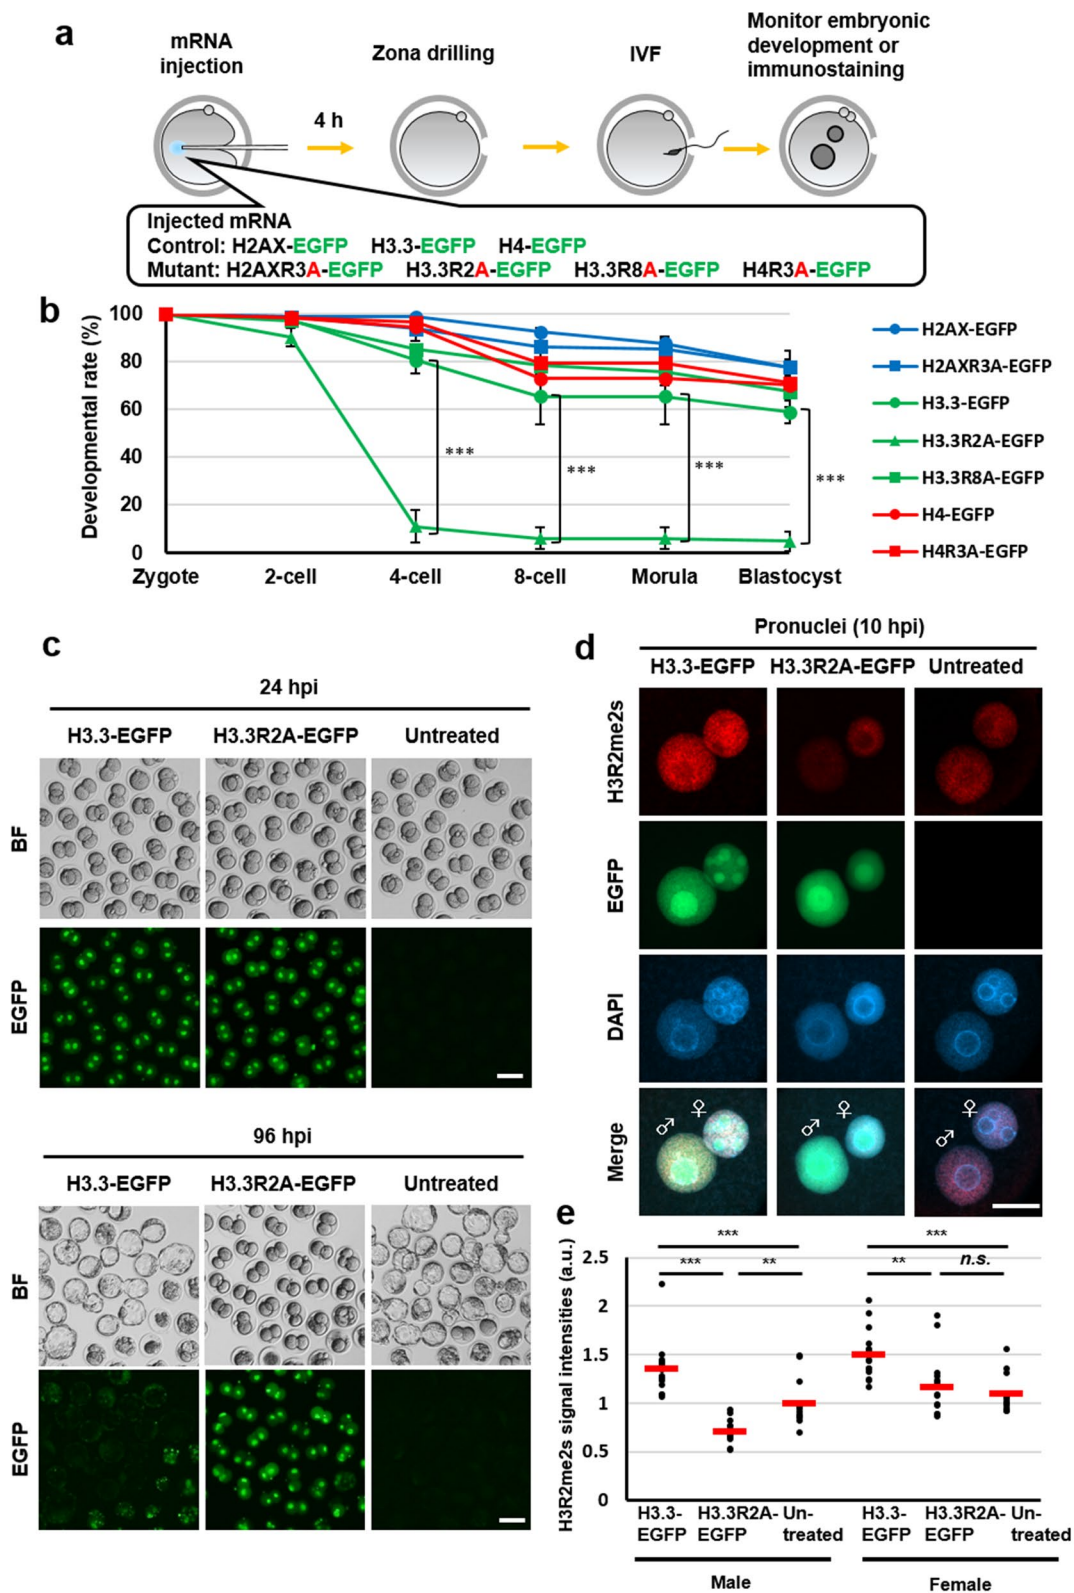 a
mRNA
injection
4 h
Zona drilling
IVF
Monitor embryonic
development or
immunostaining
Injected mRNA
Control: H2AX-EGFP H3.3-EGFP H4-EGFP
Mutant: H2AXR3A-EGFP H3.3R2A-EGFP H3.3R8A-EGFP H4R3A-EGFP
b
Developmental rate (%)
100
80
60
40
20
0
Zygote 2-cell 4-cell 8-cell Morula Blastocyst
***
***
***
***
H2AX-EGFP
H2AXR3A-EGFP
H3.3-EGFP
H3.3R2A-EGFP
H3.3R8A-EGFP
H4-EGFP
H4R3A-EGFP
c
24 hpi
H3.3-EGFP H3.3R2A-EGFP Untreated
BF
EGFP
96 hpi
H3.3-EGFP H3.3R2A-EGFP Untreated
BF
EGFP
d
Pronuclei (10 hpi)
H3.3-EGFP H3.3R2A-EGFP Untreated
H3R2me2s
EGFP
DAPI
Merge
♂ ♀ ♂ ♀ ♂ ♀
e
H3R2me2s signal intensities (a.u.)
2.5
2
1.5
1
0.5
0
*** ***
*** ** ** n.s.
H3.3-
EGFP
H3.3R2A-
EGFP
Un-
treated
H3.3-
EGFP
H3.3R2A-
EGFP
Un-
treated
Male Female